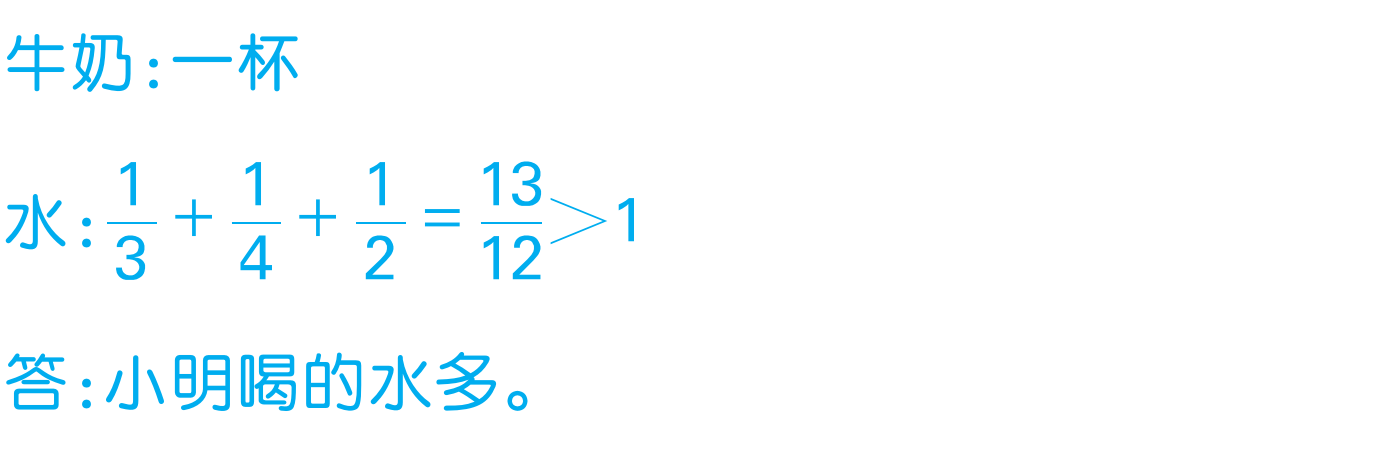 牛奶:一杯
水:1/3 + 1/4 + 1/2 = 13/12 > 1
答:小明喝的水多。